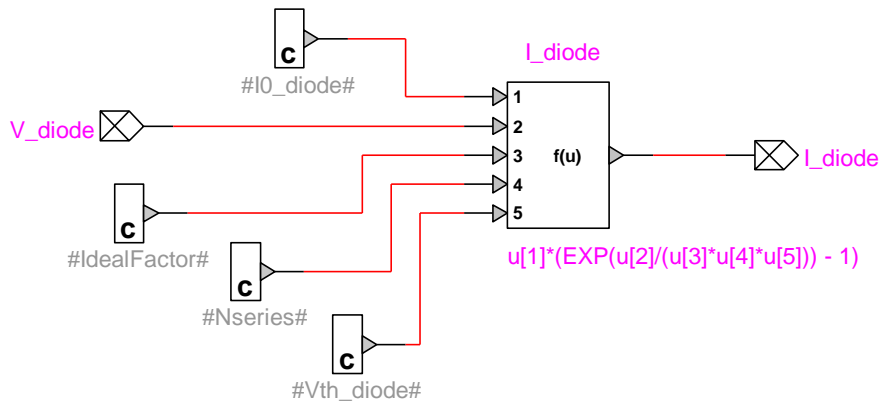 C
#I0_diode#
I_diode
V_diode
1
2
3
4
5
f(u)
I_diode
C
#IdealFactor#
u[1]*(EXP(u[2]/(u[3]*u[4]*u[5])) - 1)
C
#Nseries#
C
#Vth_diode#